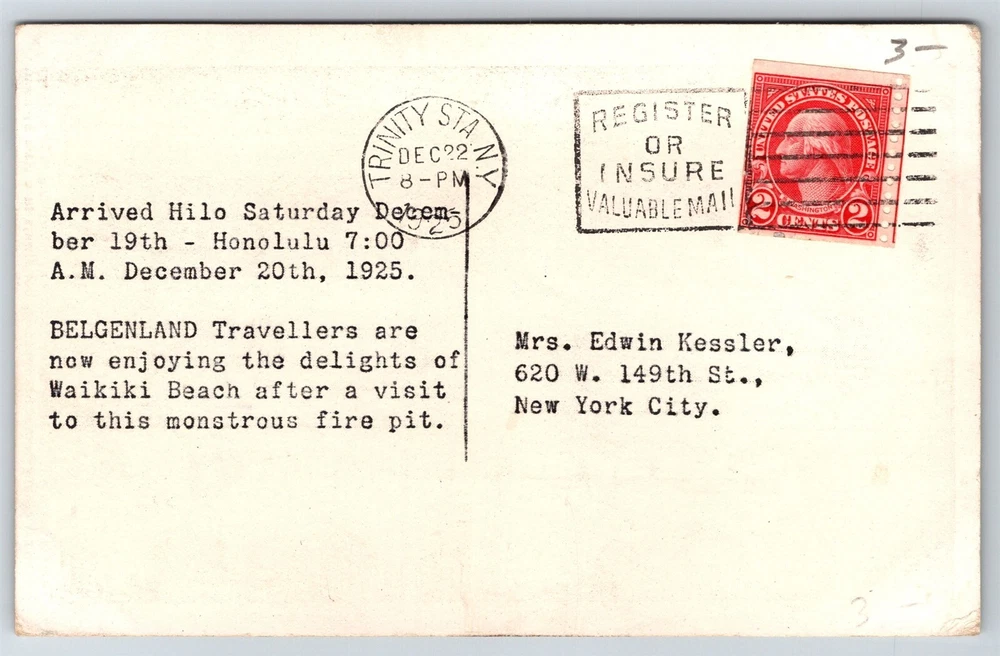 3-
TRINITY STA. N.Y.
DEC 22
8-PM
1925
REGISTER
OR
INSURE
VALUABLE MAIL
UNITED STATES POSTAGE
WASHINGTON
2 CENTS 2
Arrived Hilo Saturday Decem-
ber 19th - Honolulu 7:00
A.M. December 20th, 1925.
BELGENLAND Travellers are
now enjoying the delights of
Waikiki Beach after a visit
to this monstrous fire pit.
Mrs. Edwin Kessler,
620 W. 149th St.,
New York City.
3-